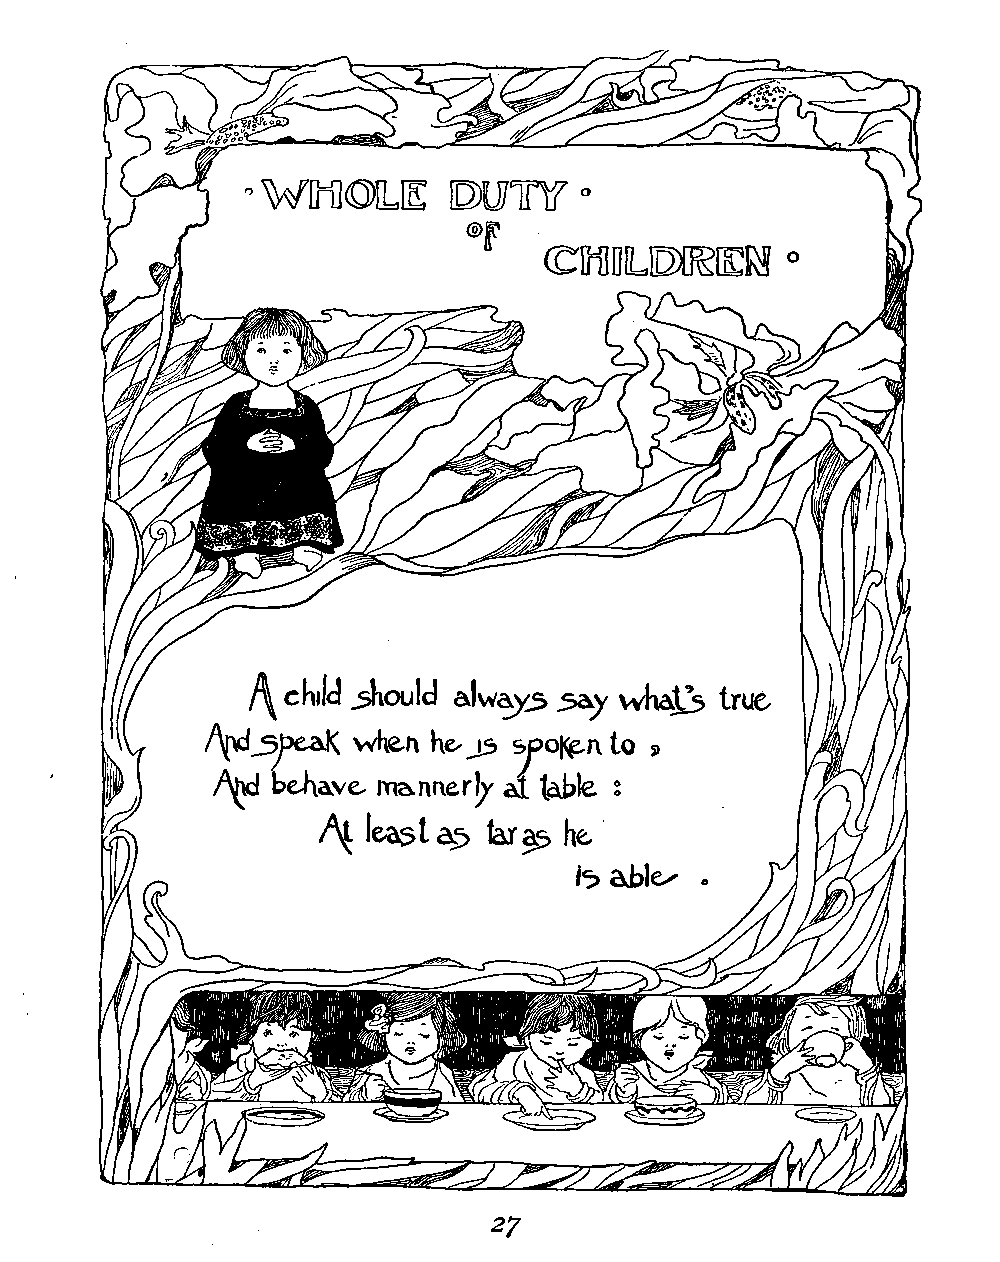 · WHOLE DUTY ·
OF
CHILDREN ·
A child should always say what's true
And speak when he is spoken to ,
And behave mannerly at table :
At least as far as he
is able .
27